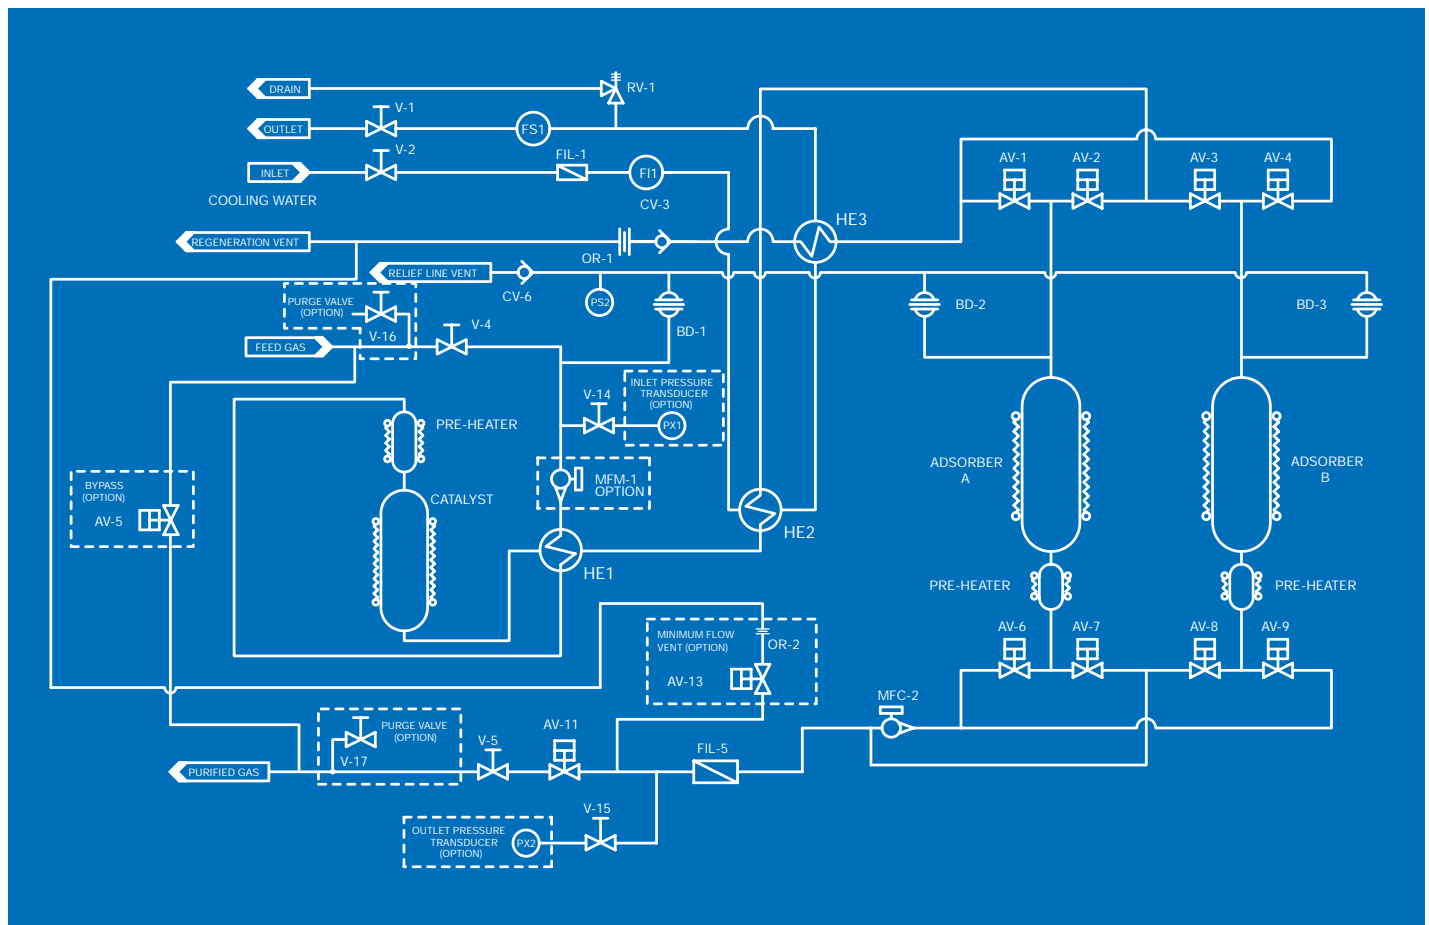 DRAIN
RV-1
V-1
OUTLET
FS1
V-2
FIL-1
INLET
FI1
AV-1
AV-2
AV-3
AV-4
COOLING WATER
CV-3
HE3
REGENERATION VENT
OR-1
RELIEF LINE VENT
CV-6
PS2
BD-1
BD-2
BD-3
PURGE VALVE
(OPTION)
V-16
V-4
FEED GAS
INLET PRESSURE
TRANSDUCER
(OPTION)
V-14
PX1
PRE-HEATER
CATALYST
MFM-1
OPTION
ADSORBER
A
ADSORBER
B
BYPASS
(OPTION)
AV-5
HE2
HE1
PRE-HEATER
PRE-HEATER
MINIMUM FLOW
VENT (OPTION)
OR-2
AV-13
AV-6
AV-7
AV-8
AV-9
MFC-2
PURGE VALVE
(OPTION)
V-17
V-5
AV-11
FIL-5
PURIFIED GAS
V-15
OUTLET PRESSURE
TRANSDUCER
(OPTION)
PX2